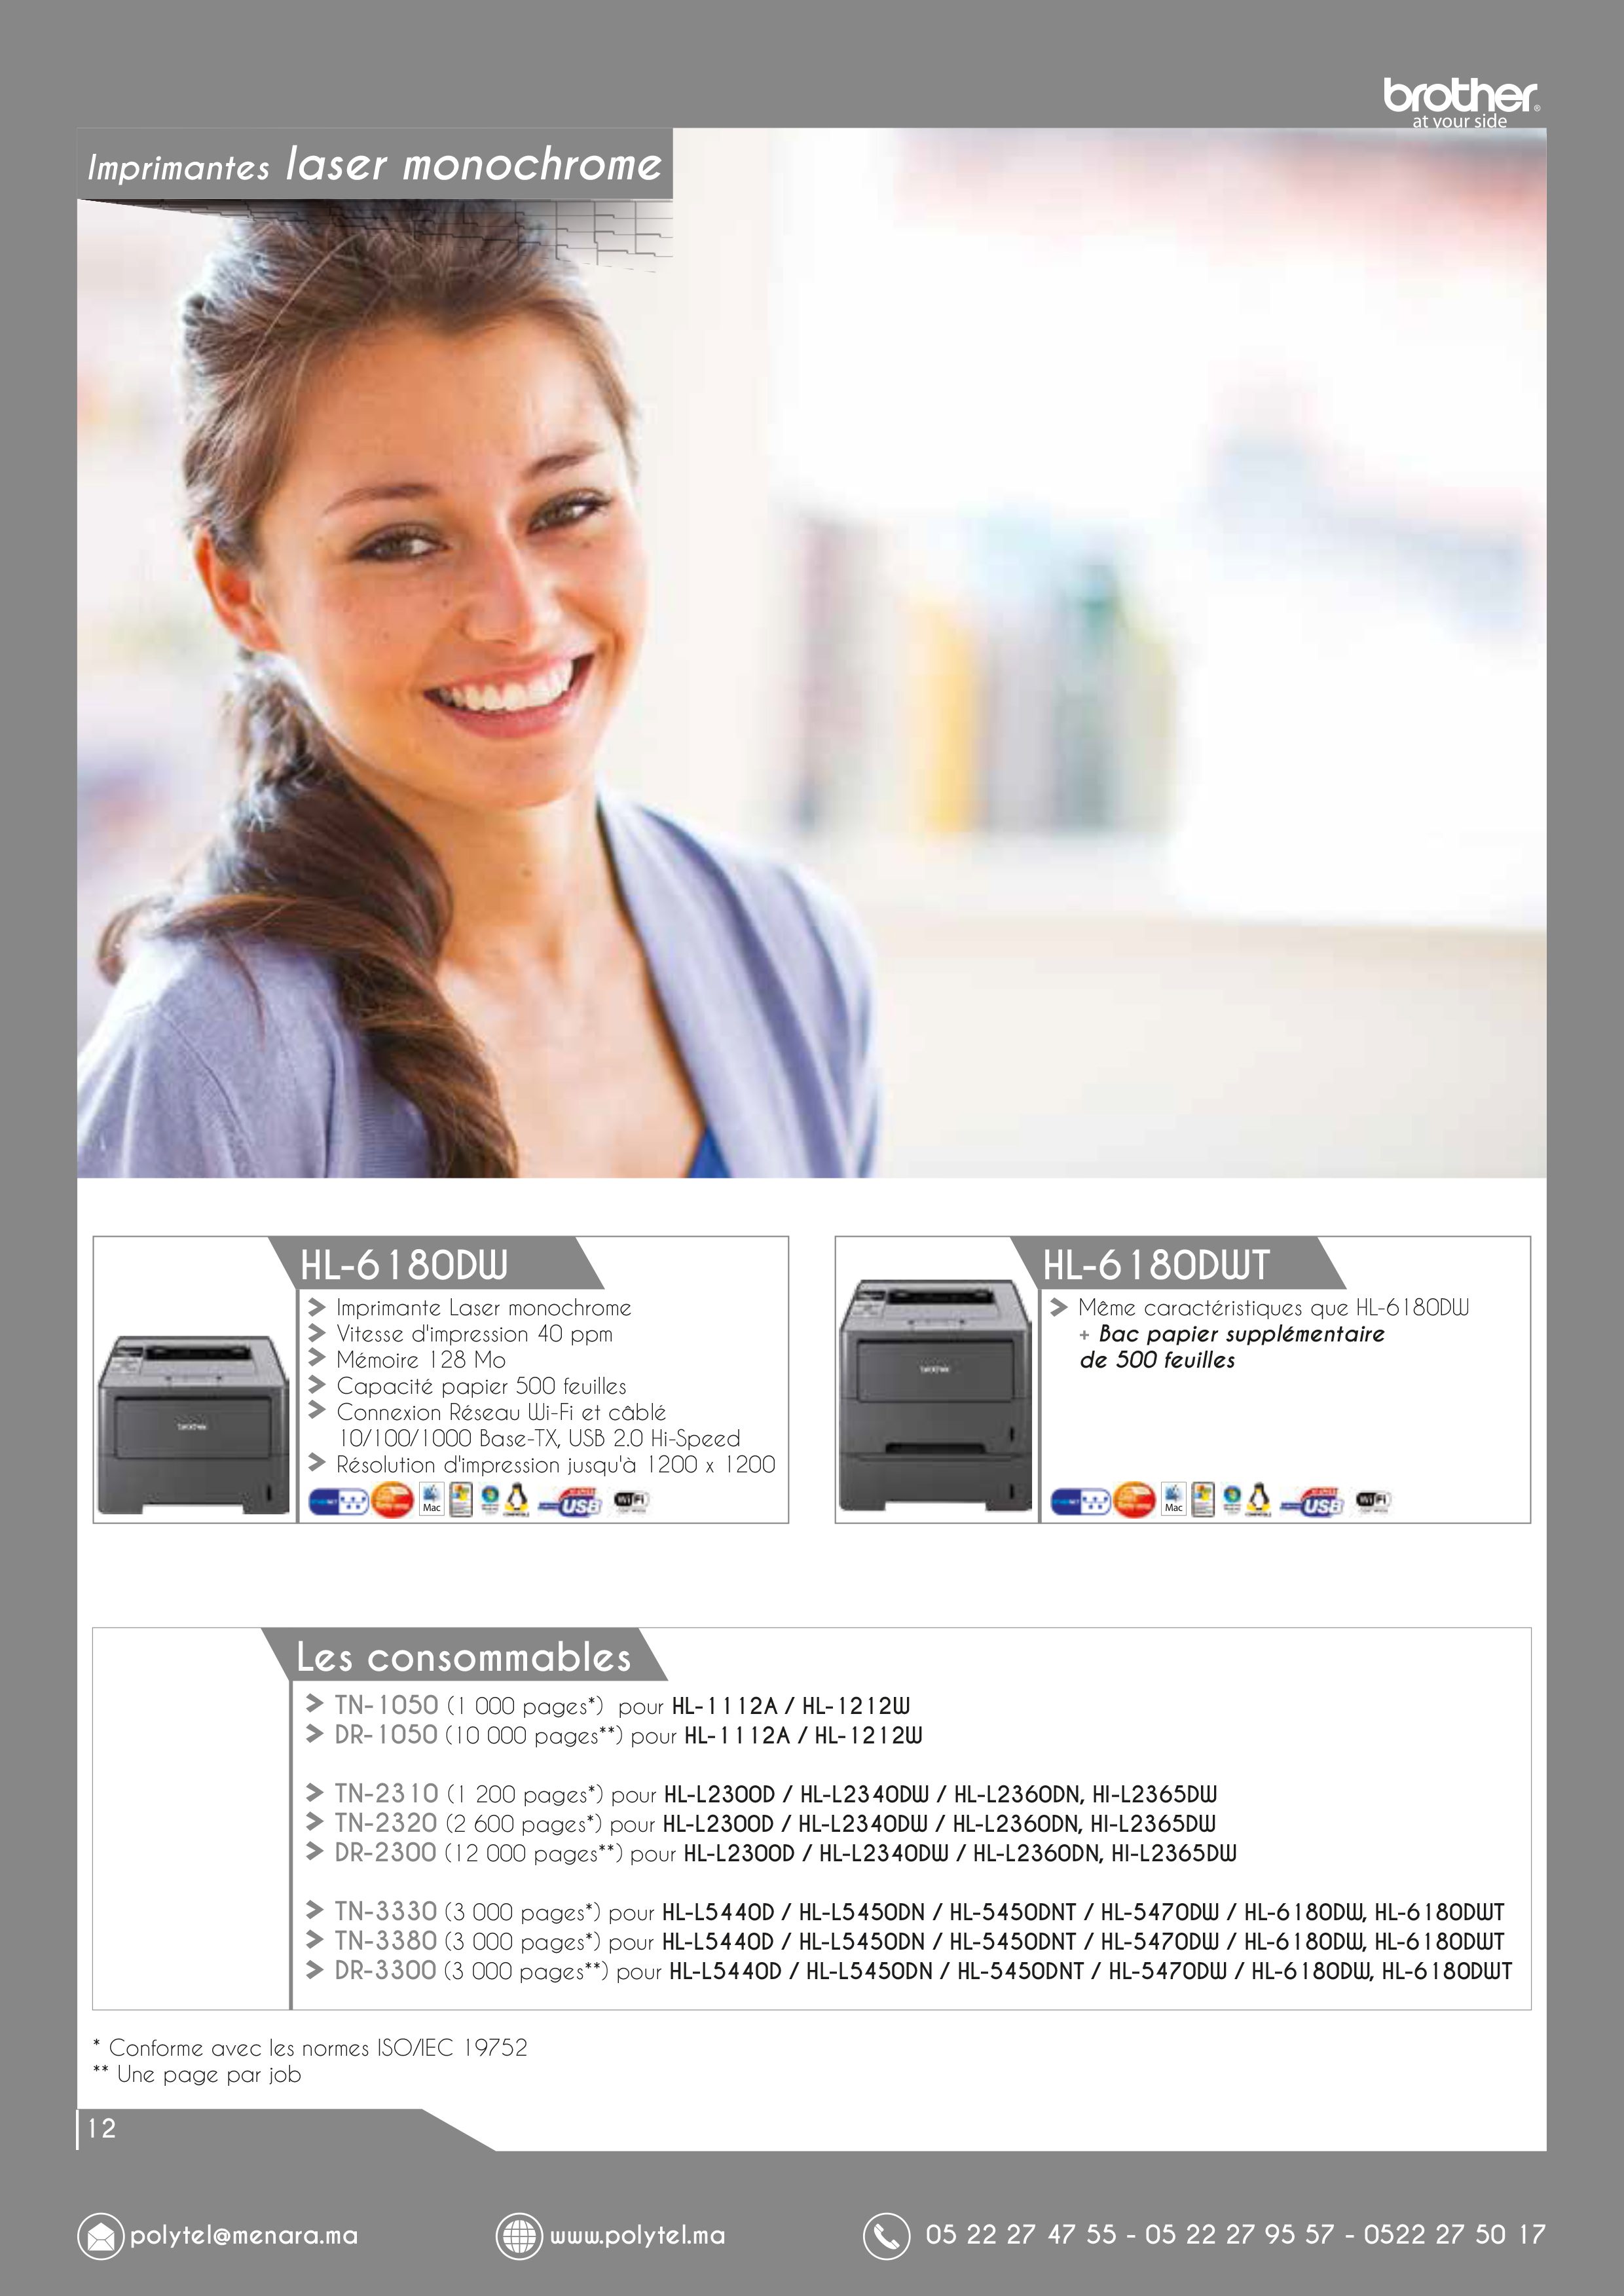 brother
at your side
Imprimantes laser monochrome
HL-6180DW
> Imprimante Laser monochrome
> Vitesse d'impression 40 ppm
> Mémoire 128 Mo
> Capacité papier 500 feuilles
> Connexion Réseau Wi-Fi et câblé
10/100/1000 Base-TX, USB 2.0 Hi-Speed
> Résolution d'impression jusqu'à 1200 x 1200
brother
Mac
USB
WiFi
HL-6180DWT
> Même caractéristiques que HL-6180DW
+ Bac papier supplémentaire
de 500 feuilles
brother
Mac
USB
WiFi
Les consommables
> TN-1050 (1 000 pages*) pour HL-1112A / HL-1212W
> DR-1050 (10 000 pages**) pour HL-1112A / HL-1212W
> TN-2310 (1 200 pages*) pour HL-L2300D / HL-L2340DW / HL-L2360DN, HI-L2365DW
> TN-2320 (2 600 pages*) pour HL-L2300D / HL-L2340DW / HL-L2360DN, HI-L2365DW
> DR-2300 (12 000 pages**) pour HL-L2300D / HL-L2340DW / HL-L2360DN, HI-L2365DW
> TN-3330 (3 000 pages*) pour HL-L5440D / HL-L5450DN / HL-5450DNT / HL-5470DW / HL-6180DW, HL-6180DWT
> TN-3380 (3 000 pages*) pour HL-L5440D / HL-L5450DN / HL-5450DNT / HL-5470DW / HL-6180DW, HL-6180DWT
> DR-3300 (3 000 pages**) pour HL-L5440D / HL-L5450DN / HL-5450DNT / HL-5470DW / HL-6180DW, HL-6180DWT
* Conforme avec les normes ISO/IEC 19752
** Une page par job
12
polytel@menara.ma
www.polytel.ma
05 22 27 47 55 - 05 22 27 95 57 - 0522 27 50 17